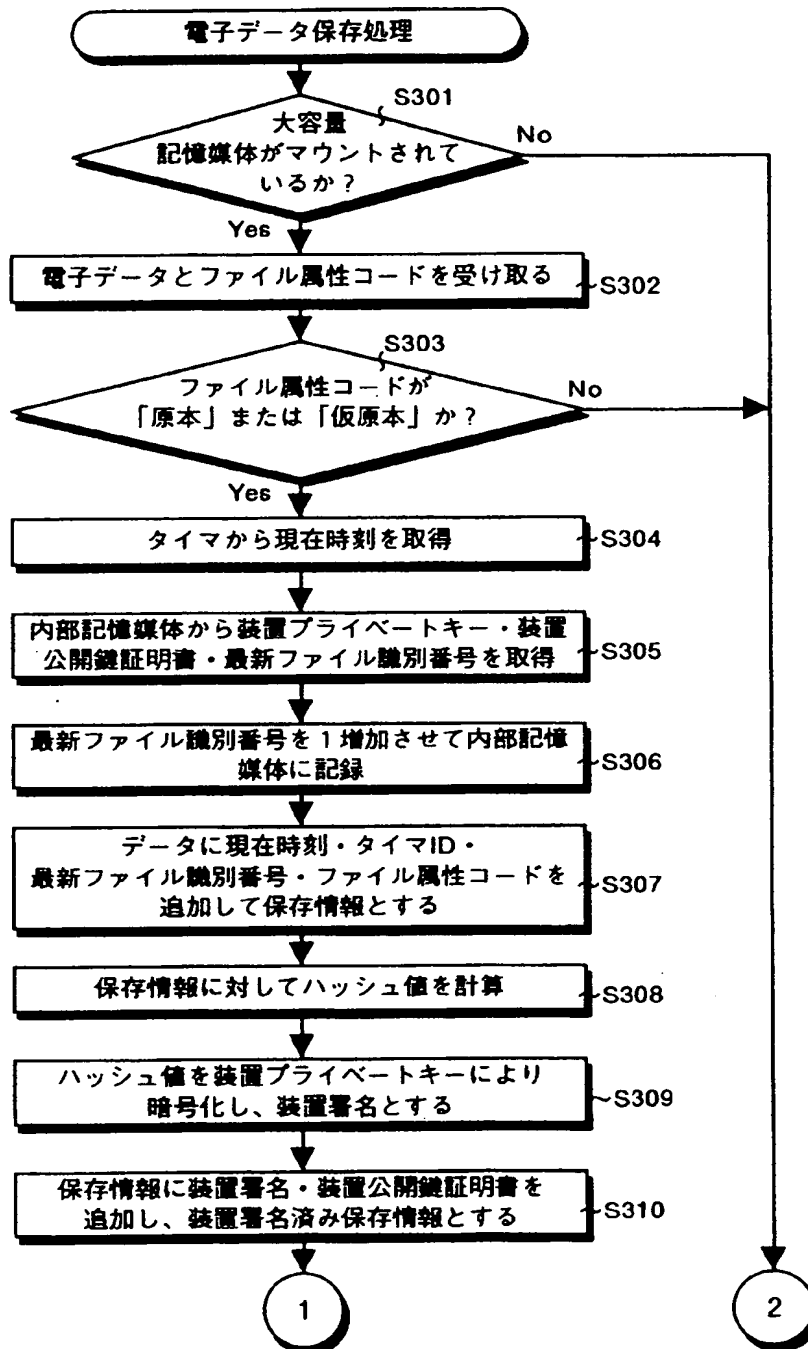 電子データ保存処理
S301
大容量
記憶媒体がマウントされて
いるか？
No
Yes
電子データとファイル属性コードを受け取る
S302
S303
ファイル属性コードが
「原本」または「仮原本」か？
No
Yes
タイマから現在時刻を取得
S304
内部記憶媒体から装置プライベートキー・装置
公開鍵証明書・最新ファイル識別番号を取得
S305
最新ファイル識別番号を１増加させて内部記憶
媒体に記録
S306
データに現在時刻・タイマID・
最新ファイル識別番号・ファイル属性コードを
追加して保存情報とする
S307
保存情報に対してハッシュ値を計算
S308
ハッシュ値を装置プライベートキーにより
暗号化し、装置署名とする
S309
保存情報に装置署名・装置公開鍵証明書を
追加し、装置署名済み保存情報とする
S310
1
2